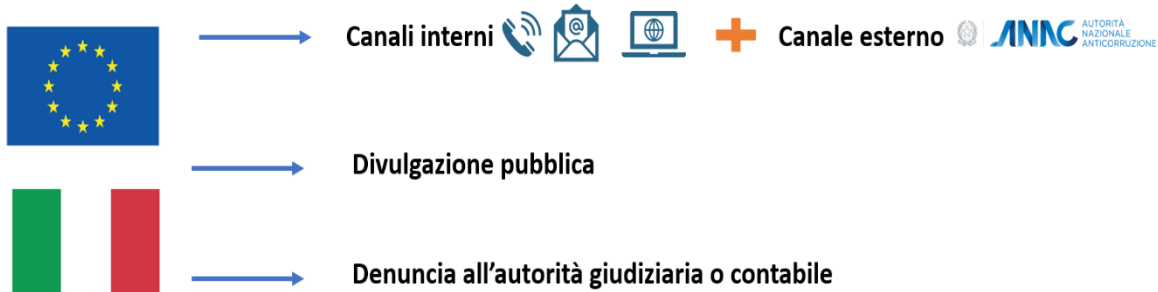 Canali interni @ Canale esterno ANAC AUTORITÀ
NAZIONALE
ANTICORRUZIONE
Divulgazione pubblica
Denuncia all’autorità giudiziaria o contabile